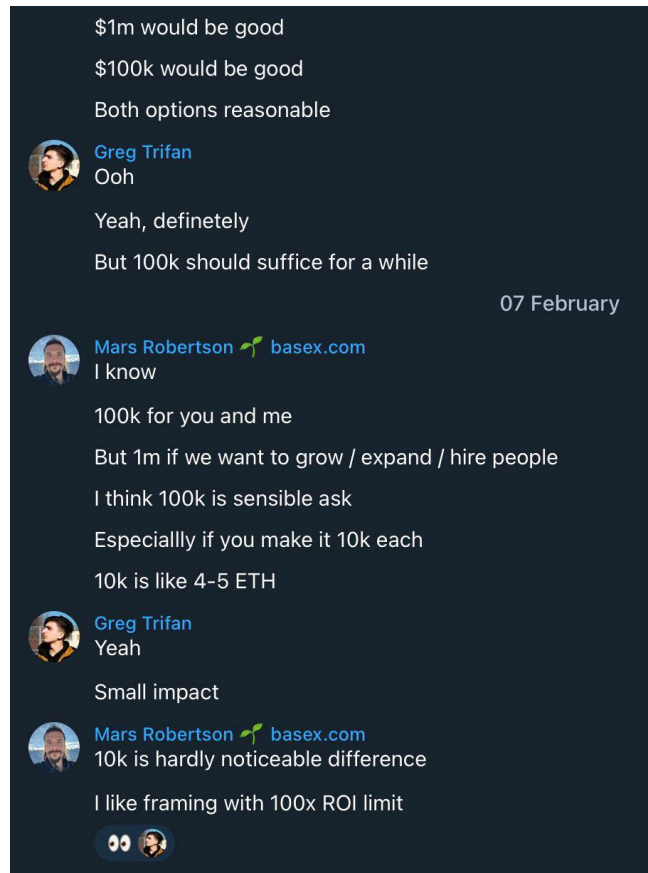 $1m would be good
$100k would be good
Both options reasonable
Greg Trifan
Ooh
Yeah, definetely
But 100k should suffice for a while
07 February
Mars Robertson 🌱 basex.com
I know
100k for you and me
But 1m if we want to grow / expand / hire people
I think 100k is sensible ask
Especiallly if you make it 10k each
10k is like 4-5 ETH
Greg Trifan
Yeah
Small impact
Mars Robertson 🌱 basex.com
10k is hardly noticeable difference
I like framing with 100x ROI limit